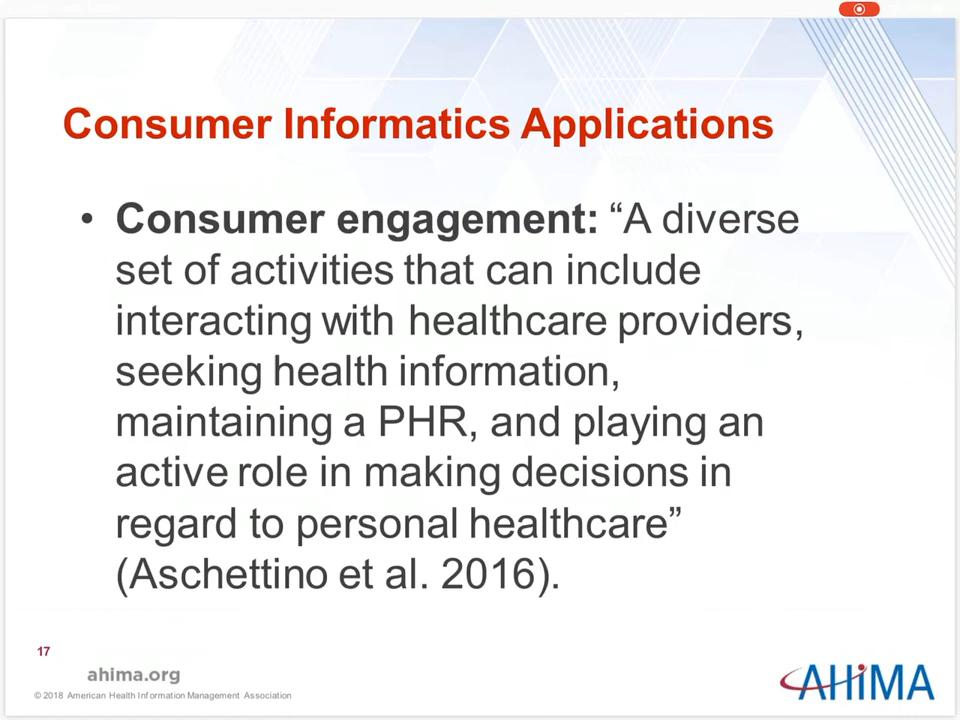 Consumer Informatics Applications
• Consumer engagement: “A diverse
set of activities that can include
interacting with healthcare providers,
seeking health information,
maintaining a PHR, and playing an
active role in making decisions in
regard to personal healthcare”
(Aschettino et al. 2016).
17
ahima.org
© 2018 American Health Information Management Association
AHiMA